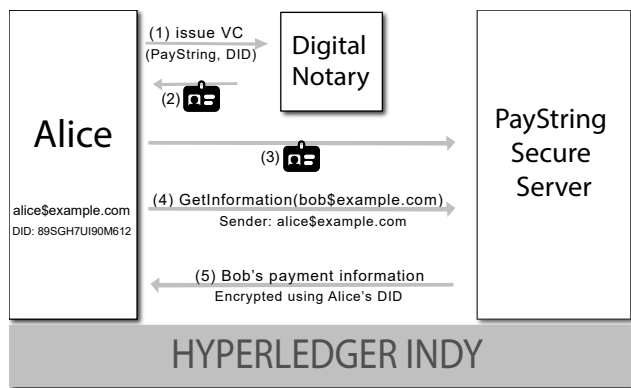 (1) issue VC
(PayString, DID)
Digital
Notary
(2)
Alice
alice$example.com
DID: 89SGH7UI90M612
PayString
Secure
Server
(3)
(4) GetInformation(bob$example.com)
Sender: alice$example.com
(5) Bob’s payment information
Encrypted using Alice’s DID
HYPERLEDGER INDY